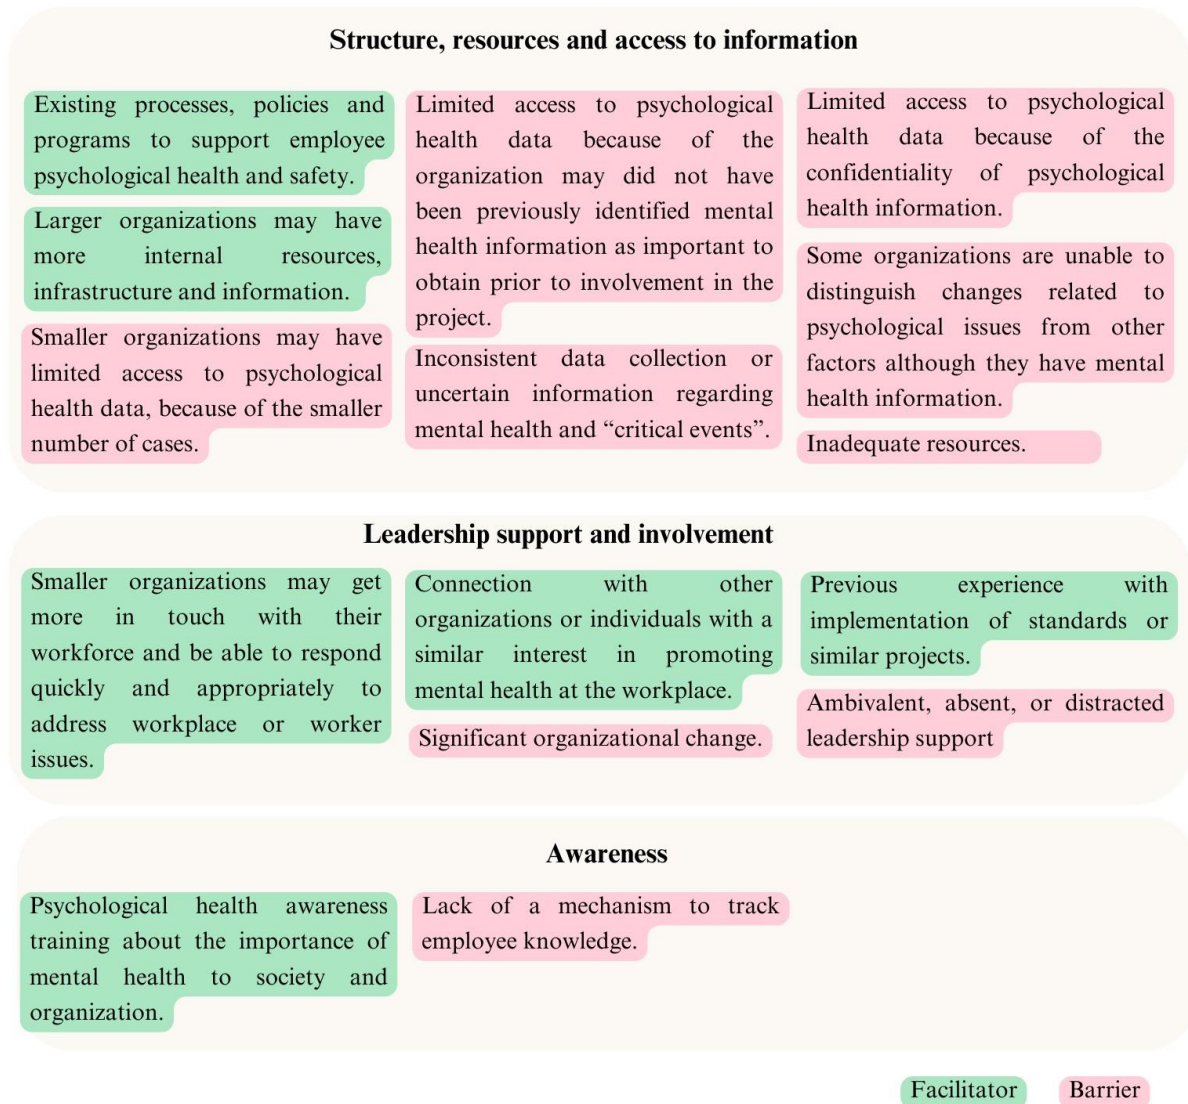 Structure, resources and access to information
Existing processes, policies and
programs to support employee
psychological health and safety.
Larger organizations may have
more internal resources,
infrastructure and information.
Smaller organizations may have
limited access to psychological
health data, because of the smaller
number of cases.
Limited access to psychological
health data because of the
organization may did not have
been previously identified mental
health information as important to
obtain prior to involvement in the
project.
Inconsistent data collection or
uncertain information regarding
mental health and “critical events”.
Limited access to psychological
health data because of the
confidentiality of psychological
health information.
Some organizations are unable to
distinguish changes related to
psychological issues from other
factors although they have mental
health information.
Inadequate resources.
Leadership support and involvement
Smaller organizations may get
more in touch with their
workforce and be able to respond
quickly and appropriately to
address workplace or worker
issues.
Connection with other
organizations or individuals with a
similar interest in promoting
mental health at the workplace.
Significant organizational change.
Previous experience with
implementation of standards or
similar projects.
Ambivalent, absent, or distracted
leadership support
Awareness
Psychological health awareness
training about the importance of
mental health to society and
organization.
Lack of a mechanism to track
employee knowledge.
Facilitator
Barrier